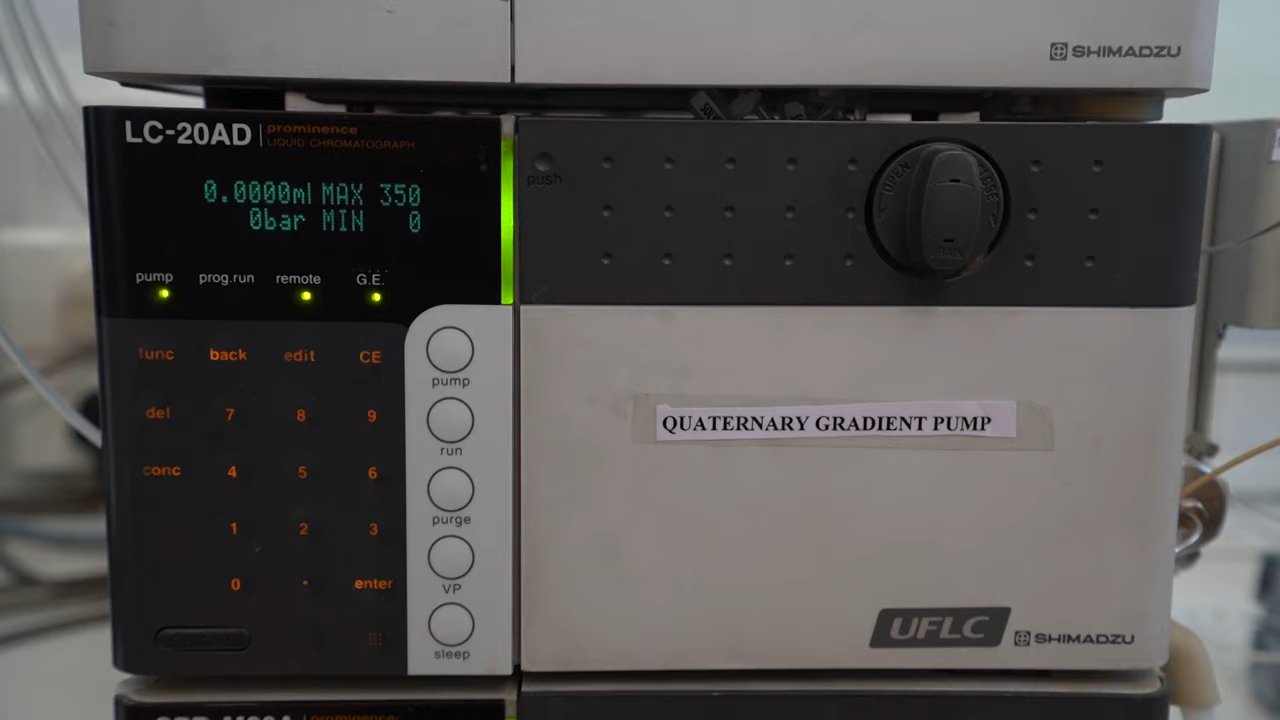 SHIMADZU
LC-20AD prominence
LIQUID CHROMATOGRAPH
0.0000ml MAX 350
0bar MIN 0
pump prog.run remote G.E.
push
OPEN CLOSE
func back edit CE
del 7 8 9
conc 4 5 6
1 2 3
0 . enter
pump
run
purge
VP
sleep
QUATERNARY GRADIENT PUMP
UFLC SHIMADZU
prominence